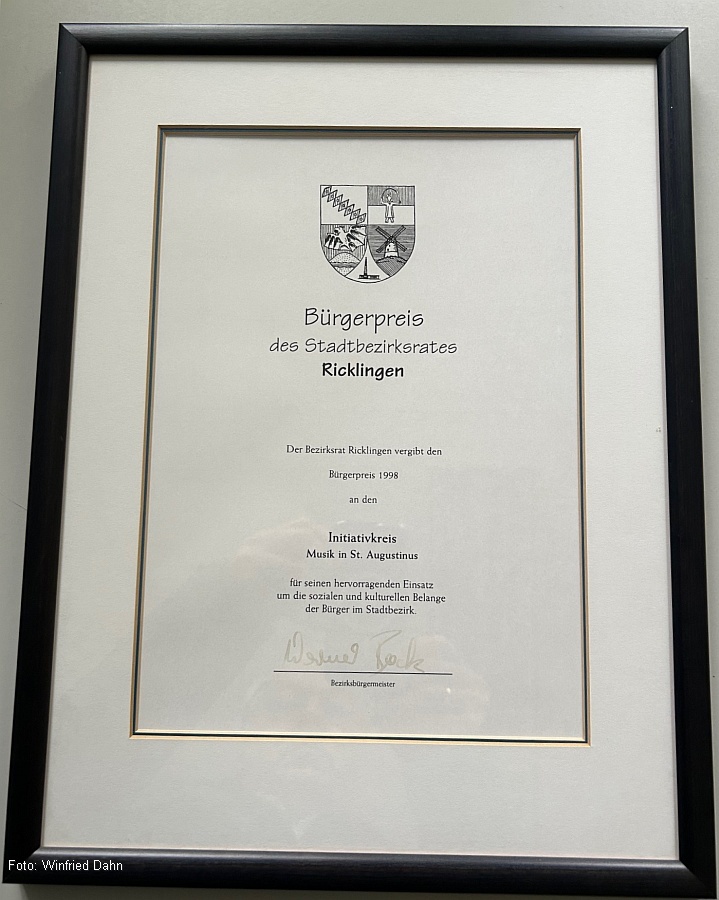 Bürgerpreis
des Stadtbezirksrates
Ricklingen
Der Bezirksrat Ricklingen vergibt den
Bürgerpreis 1998
an den
Initiativkreis
Musik in St. Augustinus
für seinen hervorragenden Einsatz
um die sozialen und kulturellen Belange
der Bürger im Stadtbezirk.
Bezirksbürgermeister
Foto: Winfried Dahn